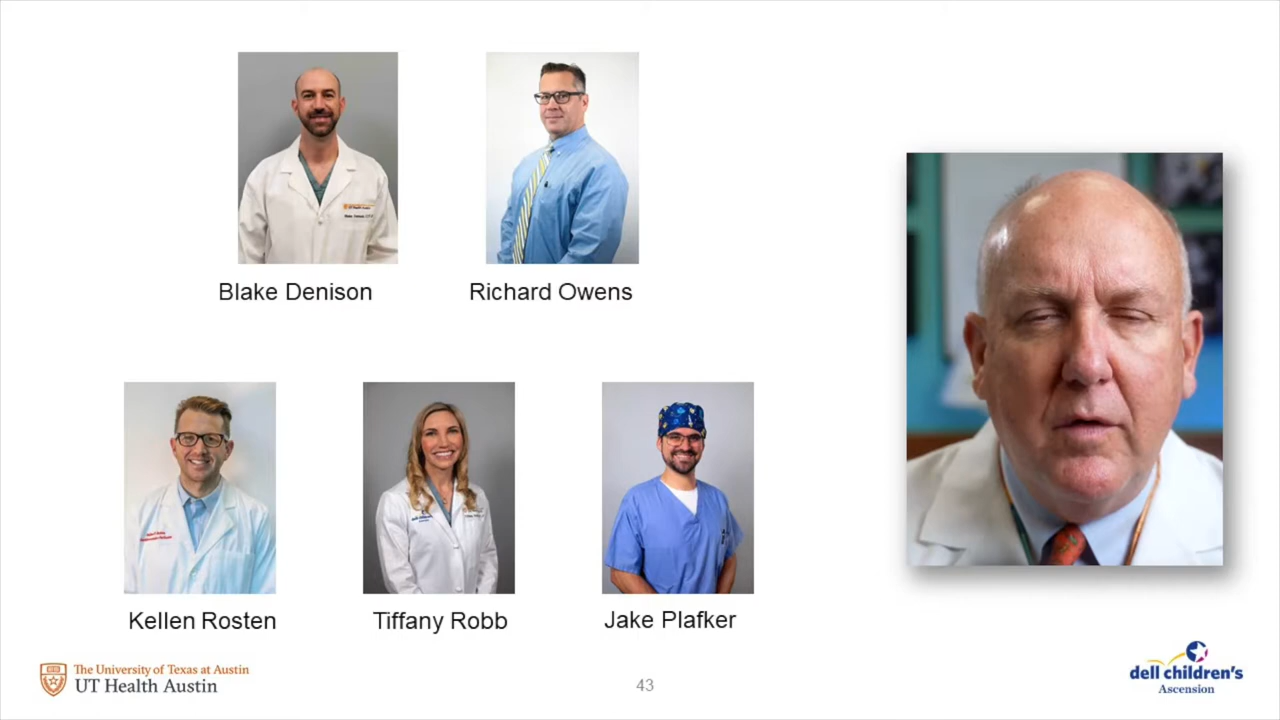 Blake Denison
Richard Owens
Kellen Rosten
Tiffany Robb
Jake Plafker
The University of Texas at Austin
UT Health Austin
43
dell children's
Ascension